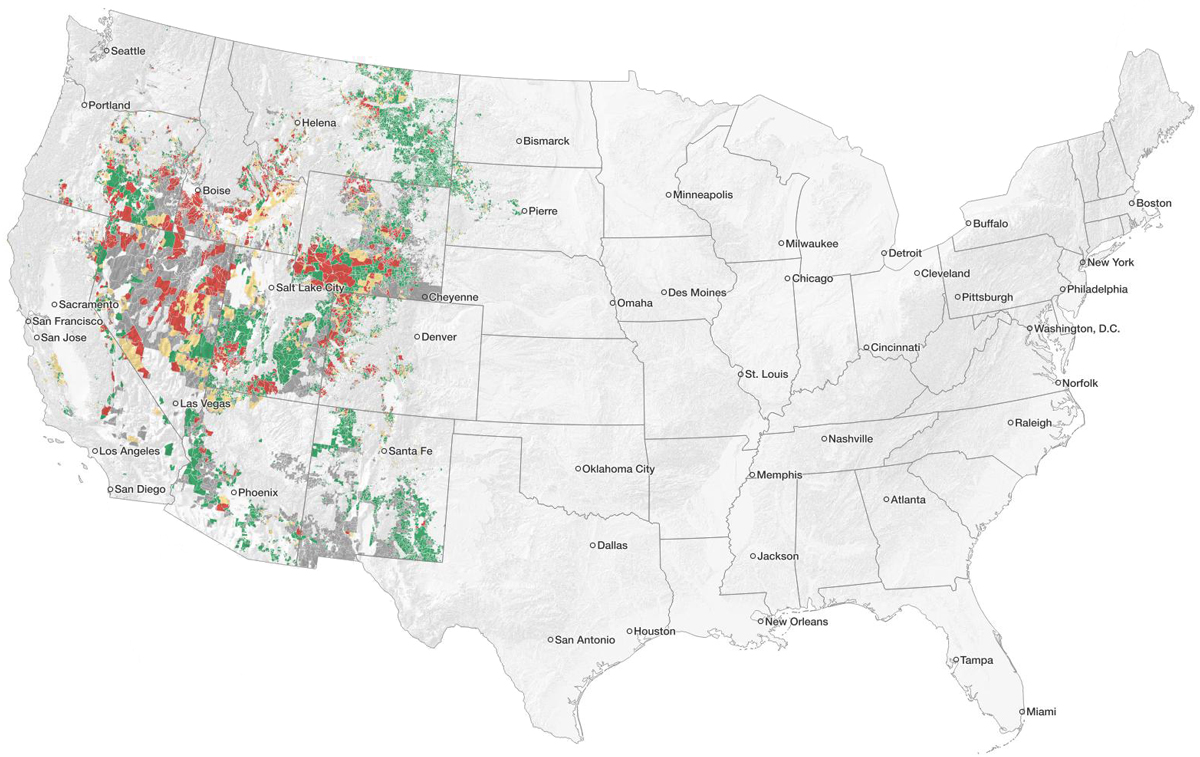 Seattle
Portland
Helena
Bismarck
Boise
Minneapolis
Pierre
Boston
Buffalo
Milwaukee
Detroit
New York
Cleveland
Chicago
Salt Lake City
Philadelphia
Des Moines
Cheyenne
Pittsburgh
Omaha
Sacramento
San Francisco
Washington, D.C.
San Jose
Denver
Cincinnati
St. Louis
Norfolk
Las Vegas
Raleigh
Nashville
Los Angeles
Santa Fe
Oklahoma City
Memphis
San Diego
Phoenix
Atlanta
Dallas
Jackson
New Orleans
Houston
San Antonio
Tampa
Miami